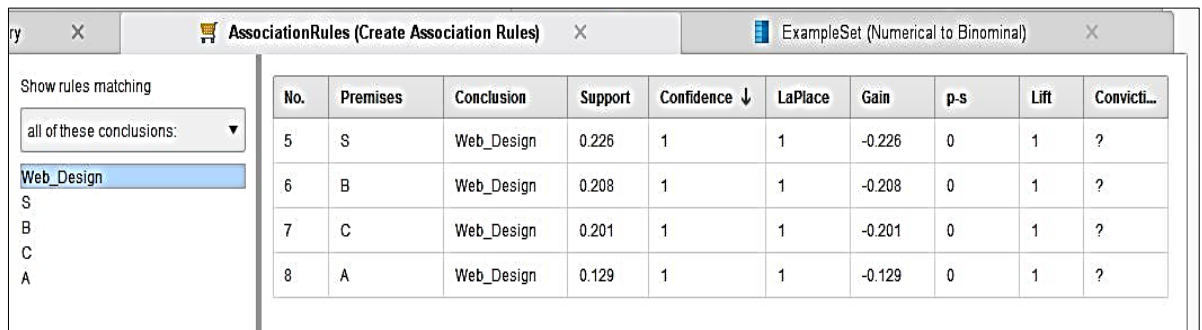 ry × AssociationRules (Create Association Rules) × ExampleSet (Numerical to Binominal) ×
Show rules matching
all of these conclusions: ▼
Web_Design
S
B
C
A
No. Premises Conclusion Support Confidence ↓ LaPlace Gain p-s Lift Convicti...
5 S Web_Design 0.226 1 1 -0.226 0 1 ?
6 B Web_Design 0.208 1 1 -0.208 0 1 ?
7 C Web_Design 0.201 1 1 -0.201 0 1 ?
8 A Web_Design 0.129 1 1 -0.129 0 1 ?